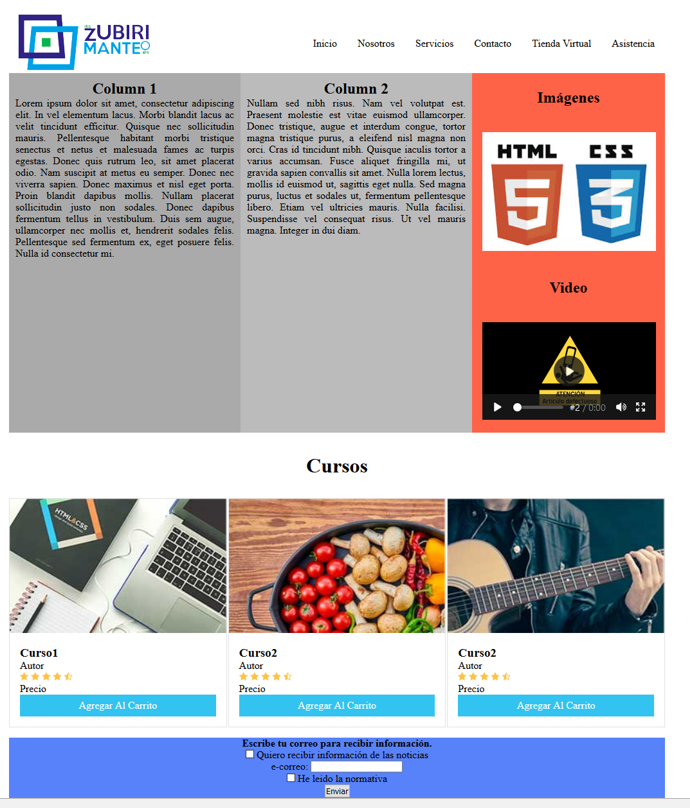 ZUBIRI
MANTEO
Inicio Nosotros Servicios Contacto Tienda Virtual Asistencia
Column 1
Lorem ipsum dolor sit amet, consectetur adipiscing
elit. In vel elementum lacus. Morbi blandit lacus ac
velit tincidunt efficitur. Quisque nec sollicitudin
mauris. Pellentesque habitant morbi tristique
senectus et netus et malesuada fames ac turpis
egestas. Donec quis rutrum leo, sit amet placerat
odio. Nam suscipit at metus eu semper. Donec nec
viverra sapien. Donec maximus et nisl eget porta.
Proin blandit dapibus mollis. Nullam placerat
sollicitudin justo non sodales. Donec dapibus
fermentum tellus in vestibulum. Duis sem augue,
ullamcorper nec mollis et, hendrerit sodales felis.
Pellentesque sed fermentum ex, eget posuere felis.
Nulla id consectetur mi.
Column 2
Nullam sed nibh risus. Nam vel volutpat est.
Praesent molestie est vitae euismod ullamcorper.
Donec tristique, augue et interdum congue, tortor
magna tristique purus, a eleifend nisl magna non
orci. Cras id tincidunt nibh. Quisque iaculis tortor a
varius accumsan. Fusce aliquet fringilla mi, ut
gravida sapien convallis sit amet. Nulla lorem lectus,
mollis id euismod ut, sagittis eget nulla. Sed magna
purus, luctus et sodales ut, fermentum pellentesque
libero. Etiam vel ultricies mauris. Nulla facilisi.
Suspendisse vel consequat risus. Ut vel mauris
magna. Integer in dui diam.
Imágenes
HTML CSS
5 3
Video
ATENCIÓN
#2 / 0:00
Cursos
HTML&CSS
Curso1
Autor
Precio
Agregar Al Carrito
Curso2
Autor
Precio
Agregar Al Carrito
Curso2
Autor
Precio
Agregar Al Carrito
Escribe tu correo para recibir información.
Quiero recibir información de las noticias
e-correo:
He leido la normativa
Enviar